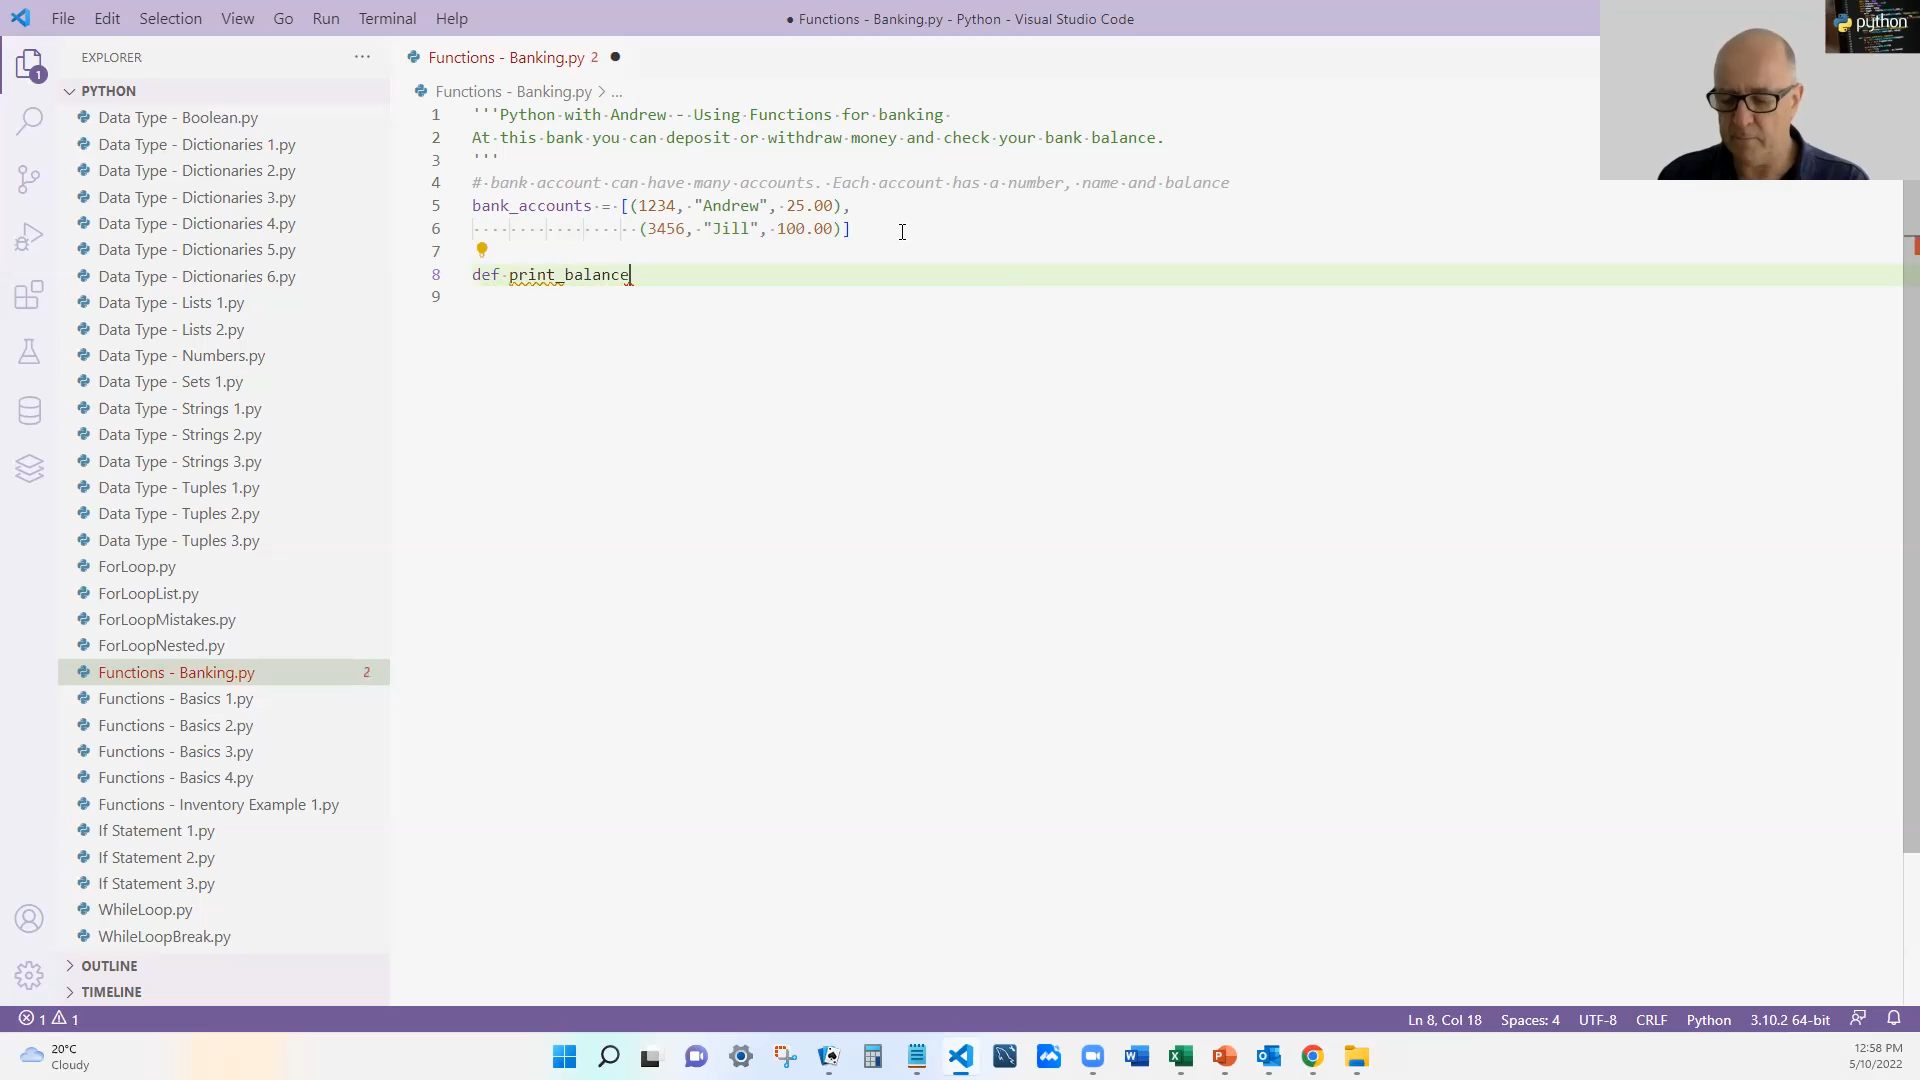 File Edit Selection View Go Run Terminal Help
● Functions - Banking.py - Python - Visual Studio Code
python
EXPLORER
PYTHON
Data Type - Boolean.py
Data Type - Dictionaries 1.py
Data Type - Dictionaries 2.py
Data Type - Dictionaries 3.py
Data Type - Dictionaries 4.py
Data Type - Dictionaries 5.py
Data Type - Dictionaries 6.py
Data Type - Lists 1.py
Data Type - Lists 2.py
Data Type - Numbers.py
Data Type - Sets 1.py
Data Type - Strings 1.py
Data Type - Strings 2.py
Data Type - Strings 3.py
Data Type - Tuples 1.py
Data Type - Tuples 2.py
Data Type - Tuples 3.py
ForLoop.py
ForLoopList.py
ForLoopMistakes.py
ForLoopNested.py
Functions - Banking.py 2
Functions - Basics 1.py
Functions - Basics 2.py
Functions - Basics 3.py
Functions - Basics 4.py
Functions - Inventory Example 1.py
If Statement 1.py
If Statement 2.py
If Statement 3.py
WhileLoop.py
WhileLoopBreak.py
OUTLINE
TIMELINE
1
Functions - Banking.py 2
Functions - Banking.py > ...
1 '''Python with Andrew - Using Functions for banking
2 At this bank you can deposit or withdraw money and check your bank balance.
3 '''
4 # bank account can have many accounts. Each account has a number, name and balance
5 bank_accounts = [(1234, "Andrew", 25.00),
6 (3456, "Jill", 100.00)]
7
8 def print_balance
9
1 1
Ln 8, Col 18 Spaces: 4 UTF-8 CRLF Python 3.10.2 64-bit
20°C
Cloudy
12:58 PM
5/10/2022